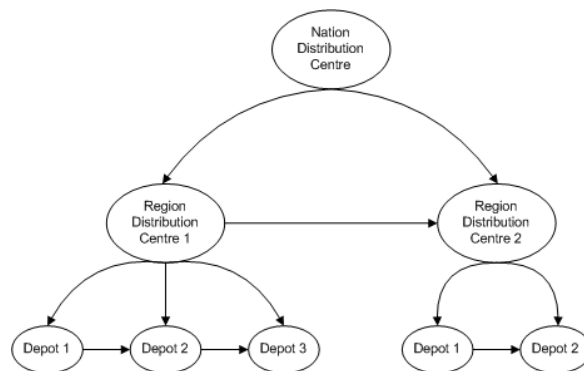 Nation
Distribution
Centre
Region
Distribution
Centre 1
Region
Distribution
Centre 2
Depot 1
Depot 2
Depot 3
Depot 1
Depot 2